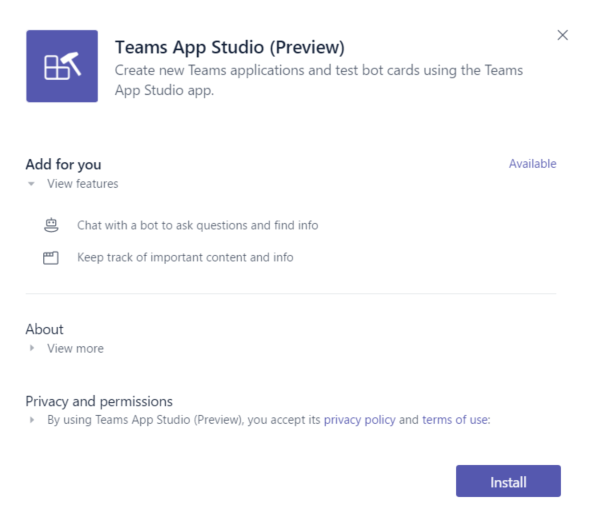 Teams App Studio (Preview)
Create new Teams applications and test bot cards using the Teams
App Studio app.
Add for you
Available
View features
Chat with a bot to ask questions and find info
Keep track of important content and info
About
View more
Privacy and permissions
By using Teams App Studio (Preview), you accept its privacy policy and terms of use:
Install